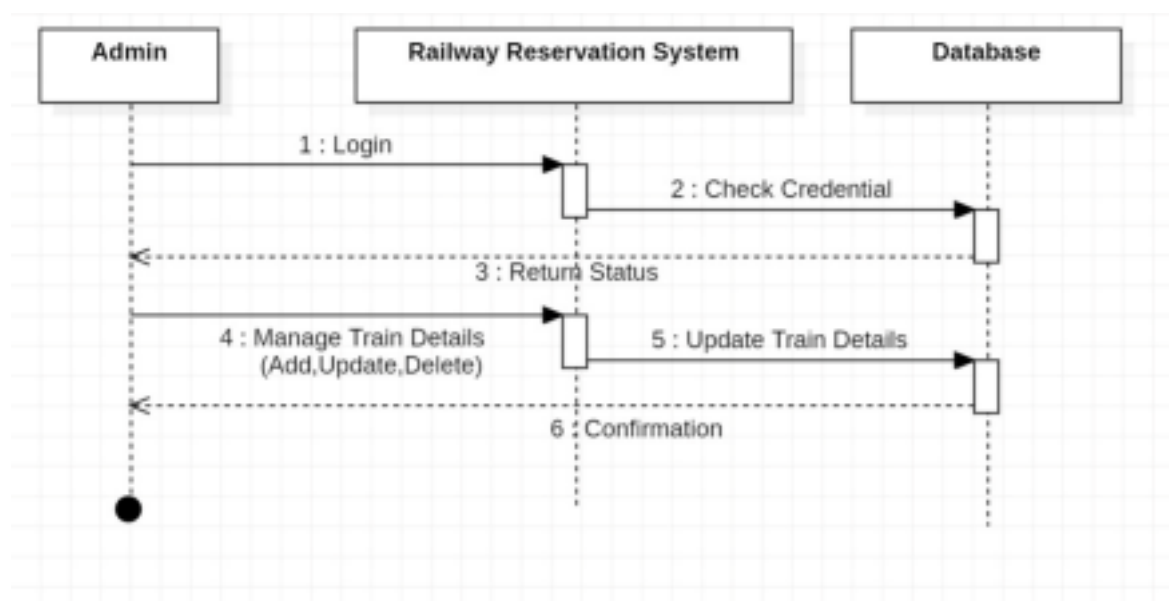 Admin
Railway Reservation System
Database
1 : Login
2 : Check Credential
3 : Return Status
4 : Manage Train Details
(Add,Update,Delete)
5 : Update Train Details
6 : Confirmation